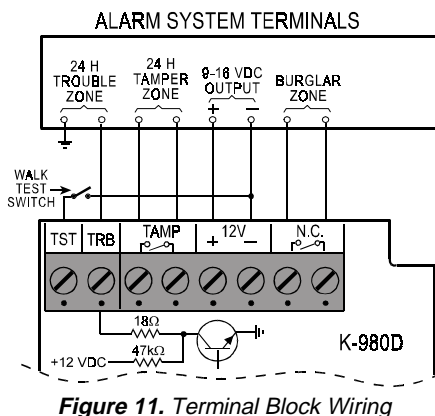 ALARM SYSTEM TERMINALS
24 H TROUBLE ZONE
24 H TAMPER ZONE
9-16 VDC OUTPUT
+ −
BURGLAR ZONE
WALK TEST SWITCH
TST TRB TAMP + 12V − N.C.
18Ω
47kΩ
+12 VDC
K-980D
Figure 11. Terminal Block Wiring